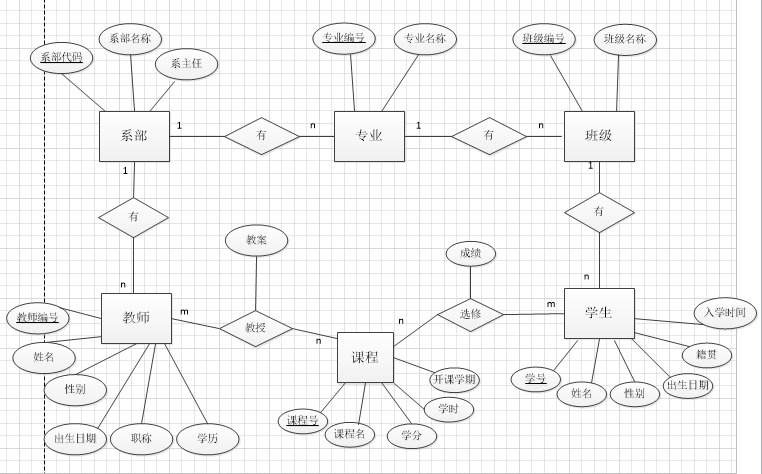 系部名称
专业编号
专业名称
班级编号
班级名称
系部代码
系主任
系部
1
有
n
专业
1
有
n
班级
1
1
有
有
教案
成绩
n
n
教师编号
教师
m
教授
n
选修
n
m
学生
入学时间
姓名
课程
籍贯
性别
开课学期
学号
姓名
性别
出生日期
学时
课程号
课程名
学分
出生日期
职称
学历